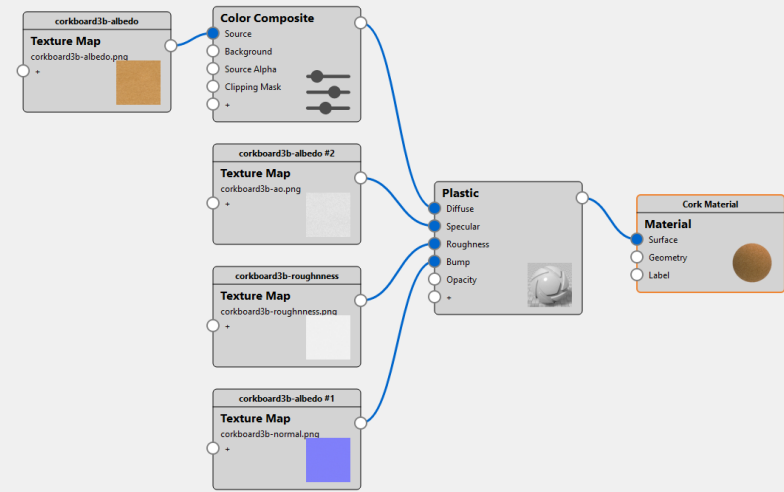 corkboard3b-albedo
Texture Map
corkboard3b-albedo.png
+
Color Composite
Source
Background
Source Alpha
Clipping Mask
+
corkboard3b-albedo #2
Texture Map
corkboard3b-ao.png
+
corkboard3b-roughnness
Texture Map
corkboard3b-roughnness.png
+
corkboard3b-albedo #1
Texture Map
corkboard3b-normal.png
+
Plastic
Diffuse
Specular
Roughness
Bump
Opacity
+
Cork Material
Material
Surface
Geometry
Label